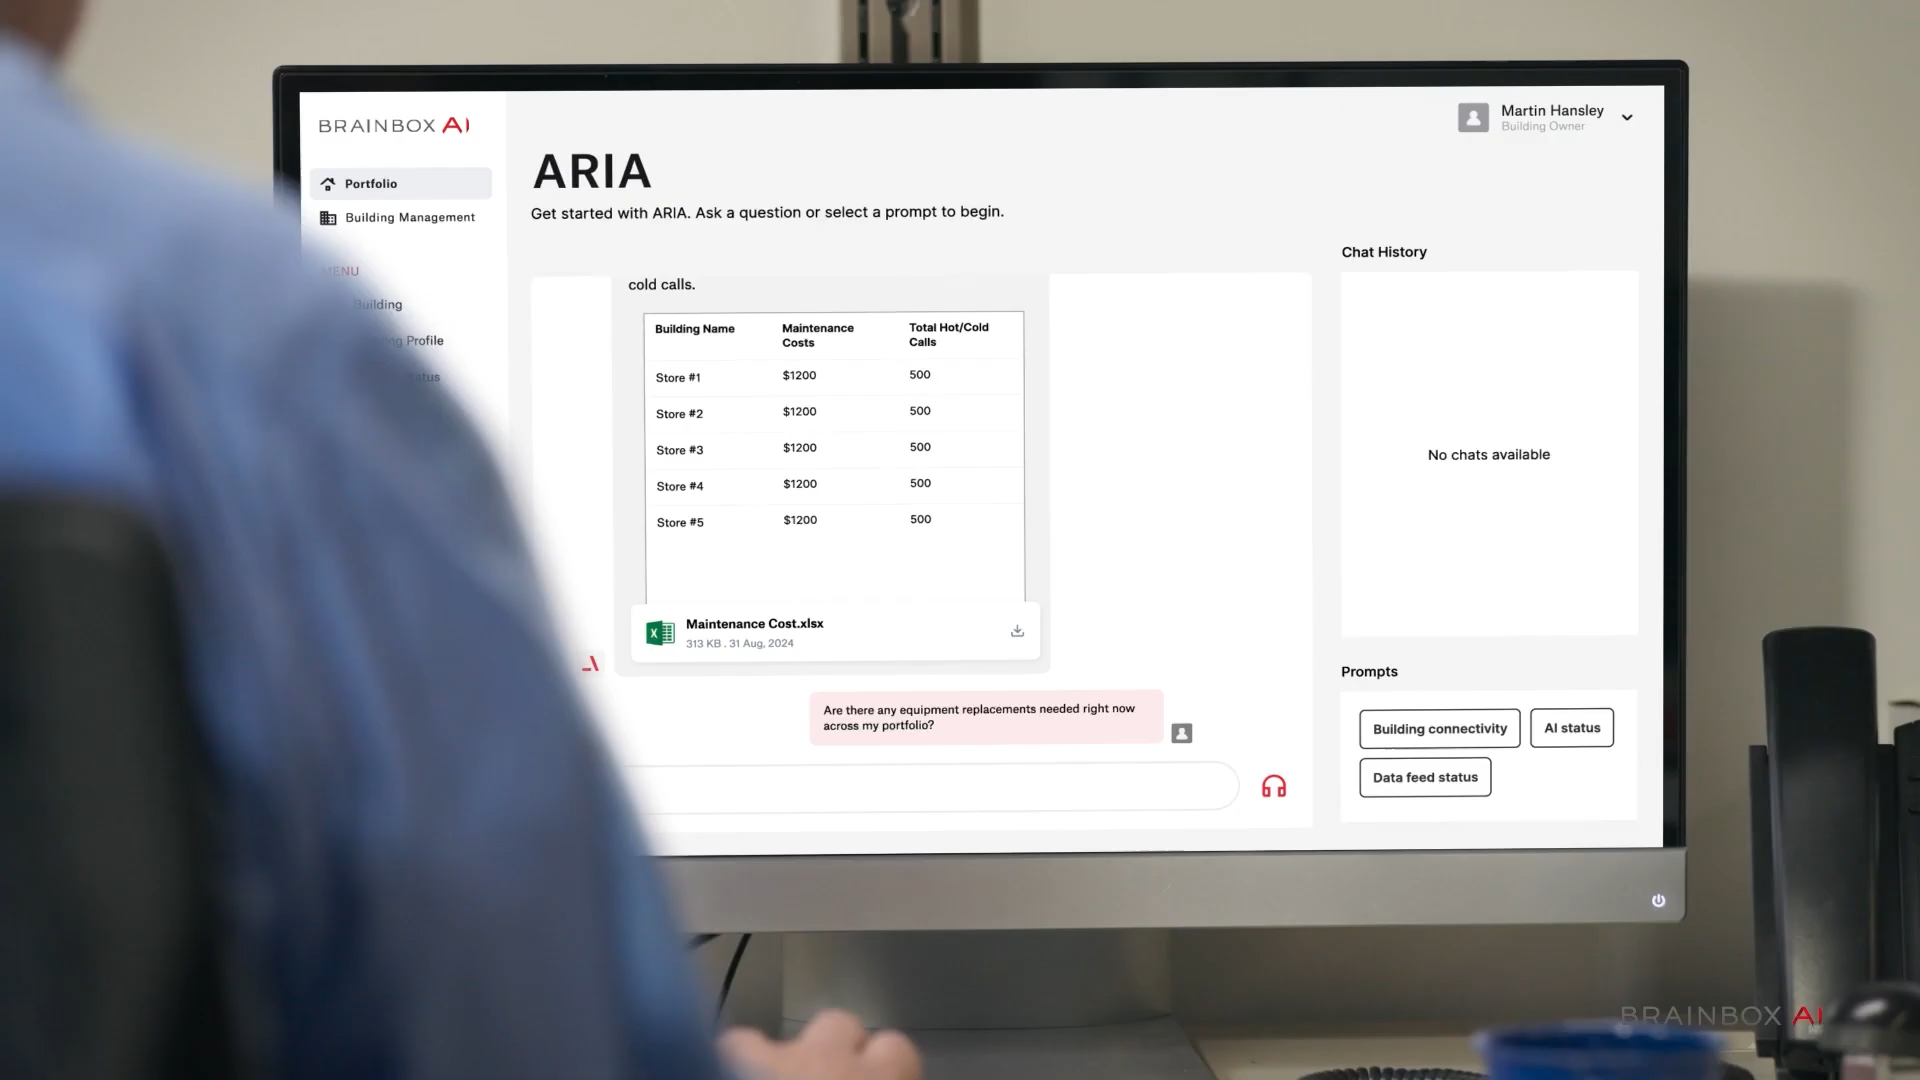 BRAINBOX AI
Martin Hansley
Building Owner
Portfolio
Building Management
MENU
Building
Profile
ARIA
Get started with ARIA. Ask a question or select a prompt to begin.
cold calls.
Building Name Maintenance Costs Total Hot/Cold Calls
Store #1 $1200 500
Store #2 $1200 500
Store #3 $1200 500
Store #4 $1200 500
Store #5 $1200 500
Maintenance Cost.xlsx
313 KB . 31 Aug, 2024
Are there any equipment replacements needed right now
across my portfolio?
Chat History
No chats available
Prompts
Building connectivity
AI status
Data feed status
BRAINBOX AI